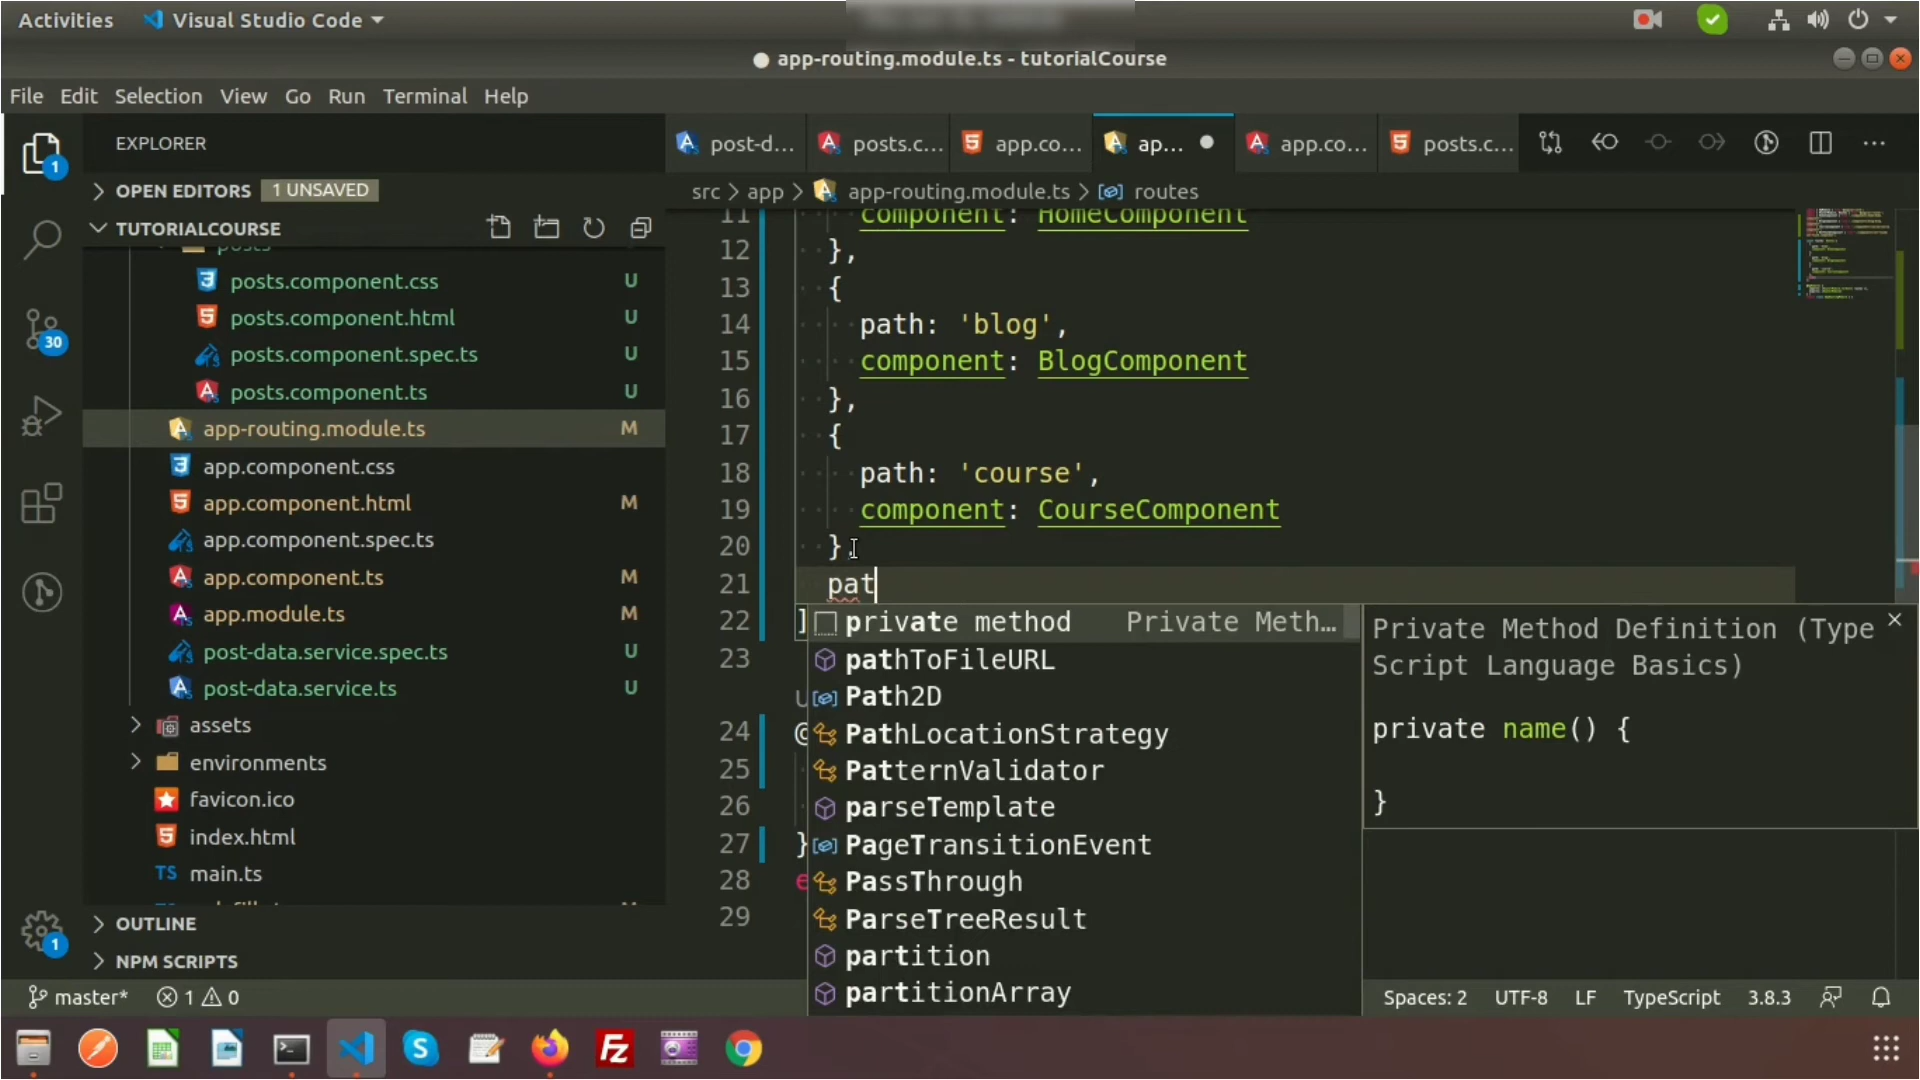 Activities Visual Studio Code
app-routing.module.ts - tutorialCourse
File Edit Selection View Go Run Terminal Help
EXPLORER
OPEN EDITORS 1 UNSAVED
TUTORIALCOURSE
posts
posts.component.css U
posts.component.html U
posts.component.spec.ts U
posts.component.ts U
app-routing.module.ts M
app.component.css
app.component.html M
app.component.spec.ts
app.component.ts M
app.module.ts M
post-data.service.spec.ts U
post-data.service.ts U
assets
environments
favicon.ico
index.html
TS main.ts
OUTLINE
NPM SCRIPTS
1
30
1
post-d... posts.c... app.co... ap... app.co... posts.c...
src > app > app-routing.module.ts > routes
11 component: HomeComponent
12 },
13 {
14 path: 'blog',
15 component: BlogComponent
16 },
17 {
18 path: 'course',
19 component: CourseComponent
20 },
21 pat
22 ]
23
24 @
25
26
27 }
28 e
29
private method Private Meth...
pathToFileURL
Path2D
PathLocationStrategy
PatternValidator
parseTemplate
PageTransitionEvent
PassThrough
ParseTreeResult
partition
partitionArray
Private Method Definition (Type
Script Language Basics)
private name() {
}
master* 1 0 Spaces: 2 UTF-8 LF TypeScript 3.8.3